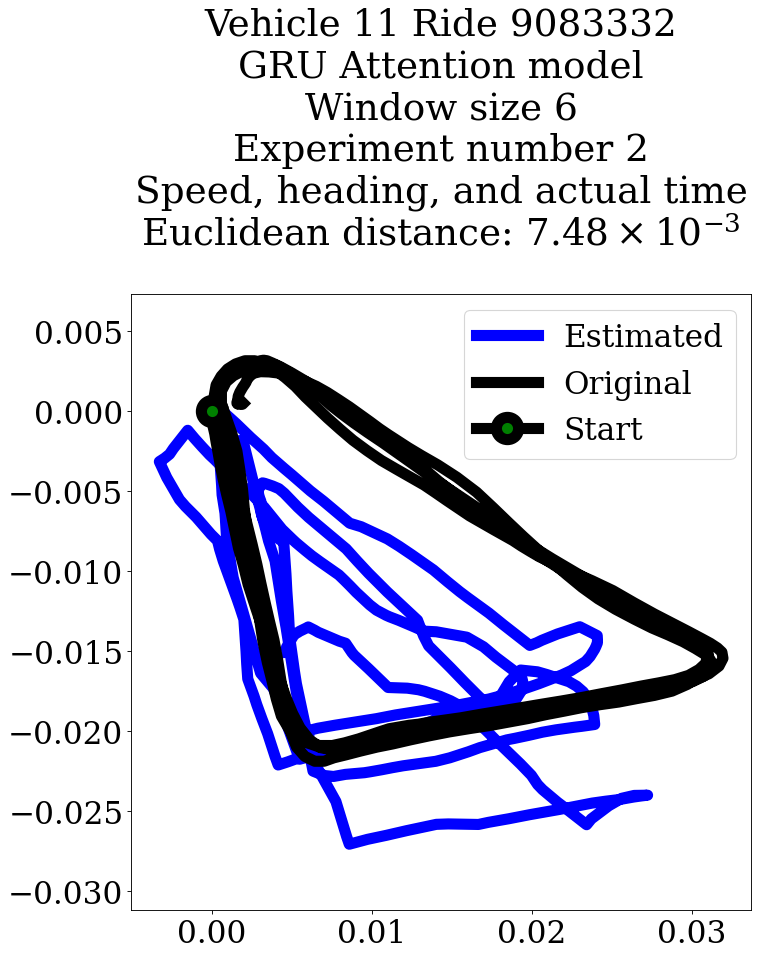 Vehicle 11 Ride 9083332
GRU Attention model
Window size 6
Experiment number 2
Speed, heading, and actual time
Euclidean distance: 7.48 × 10⁻³
Estimated
Original
Start
0.005
0.000
−0.005
−0.010
−0.015
−0.020
−0.025
−0.030
0.00 0.01 0.02 0.03